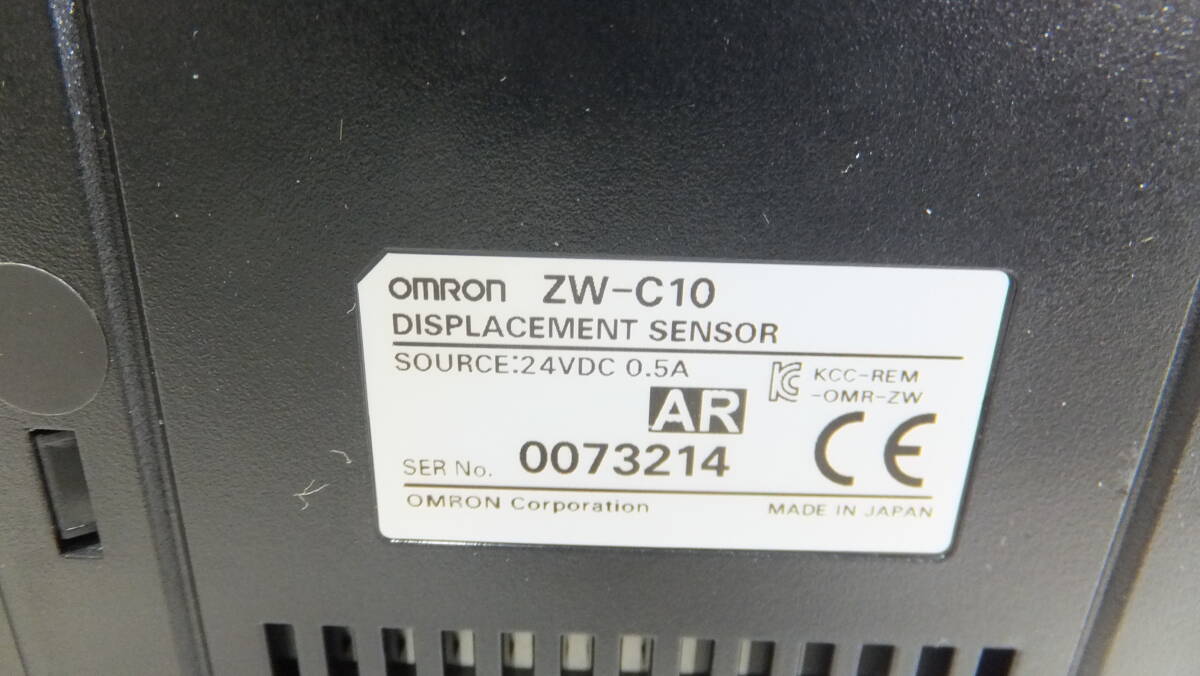 OMRON ZW-C10
DISPLACEMENT SENSOR
SOURCE:24VDC 0.5A
KCC-REM
-OMR-ZW
AR
CE
SER No. 0073214
OMRON Corporation MADE IN JAPAN